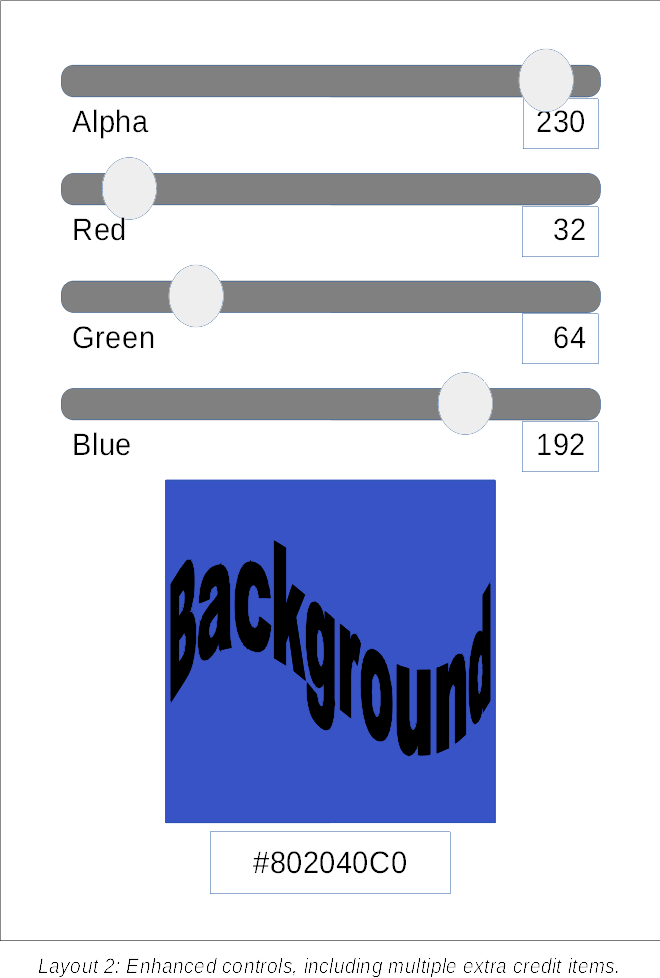 Alpha
230
Red
32
Green
64
Blue
192
Background
#802040C0
Layout 2: Enhanced controls, including multiple extra credit items.